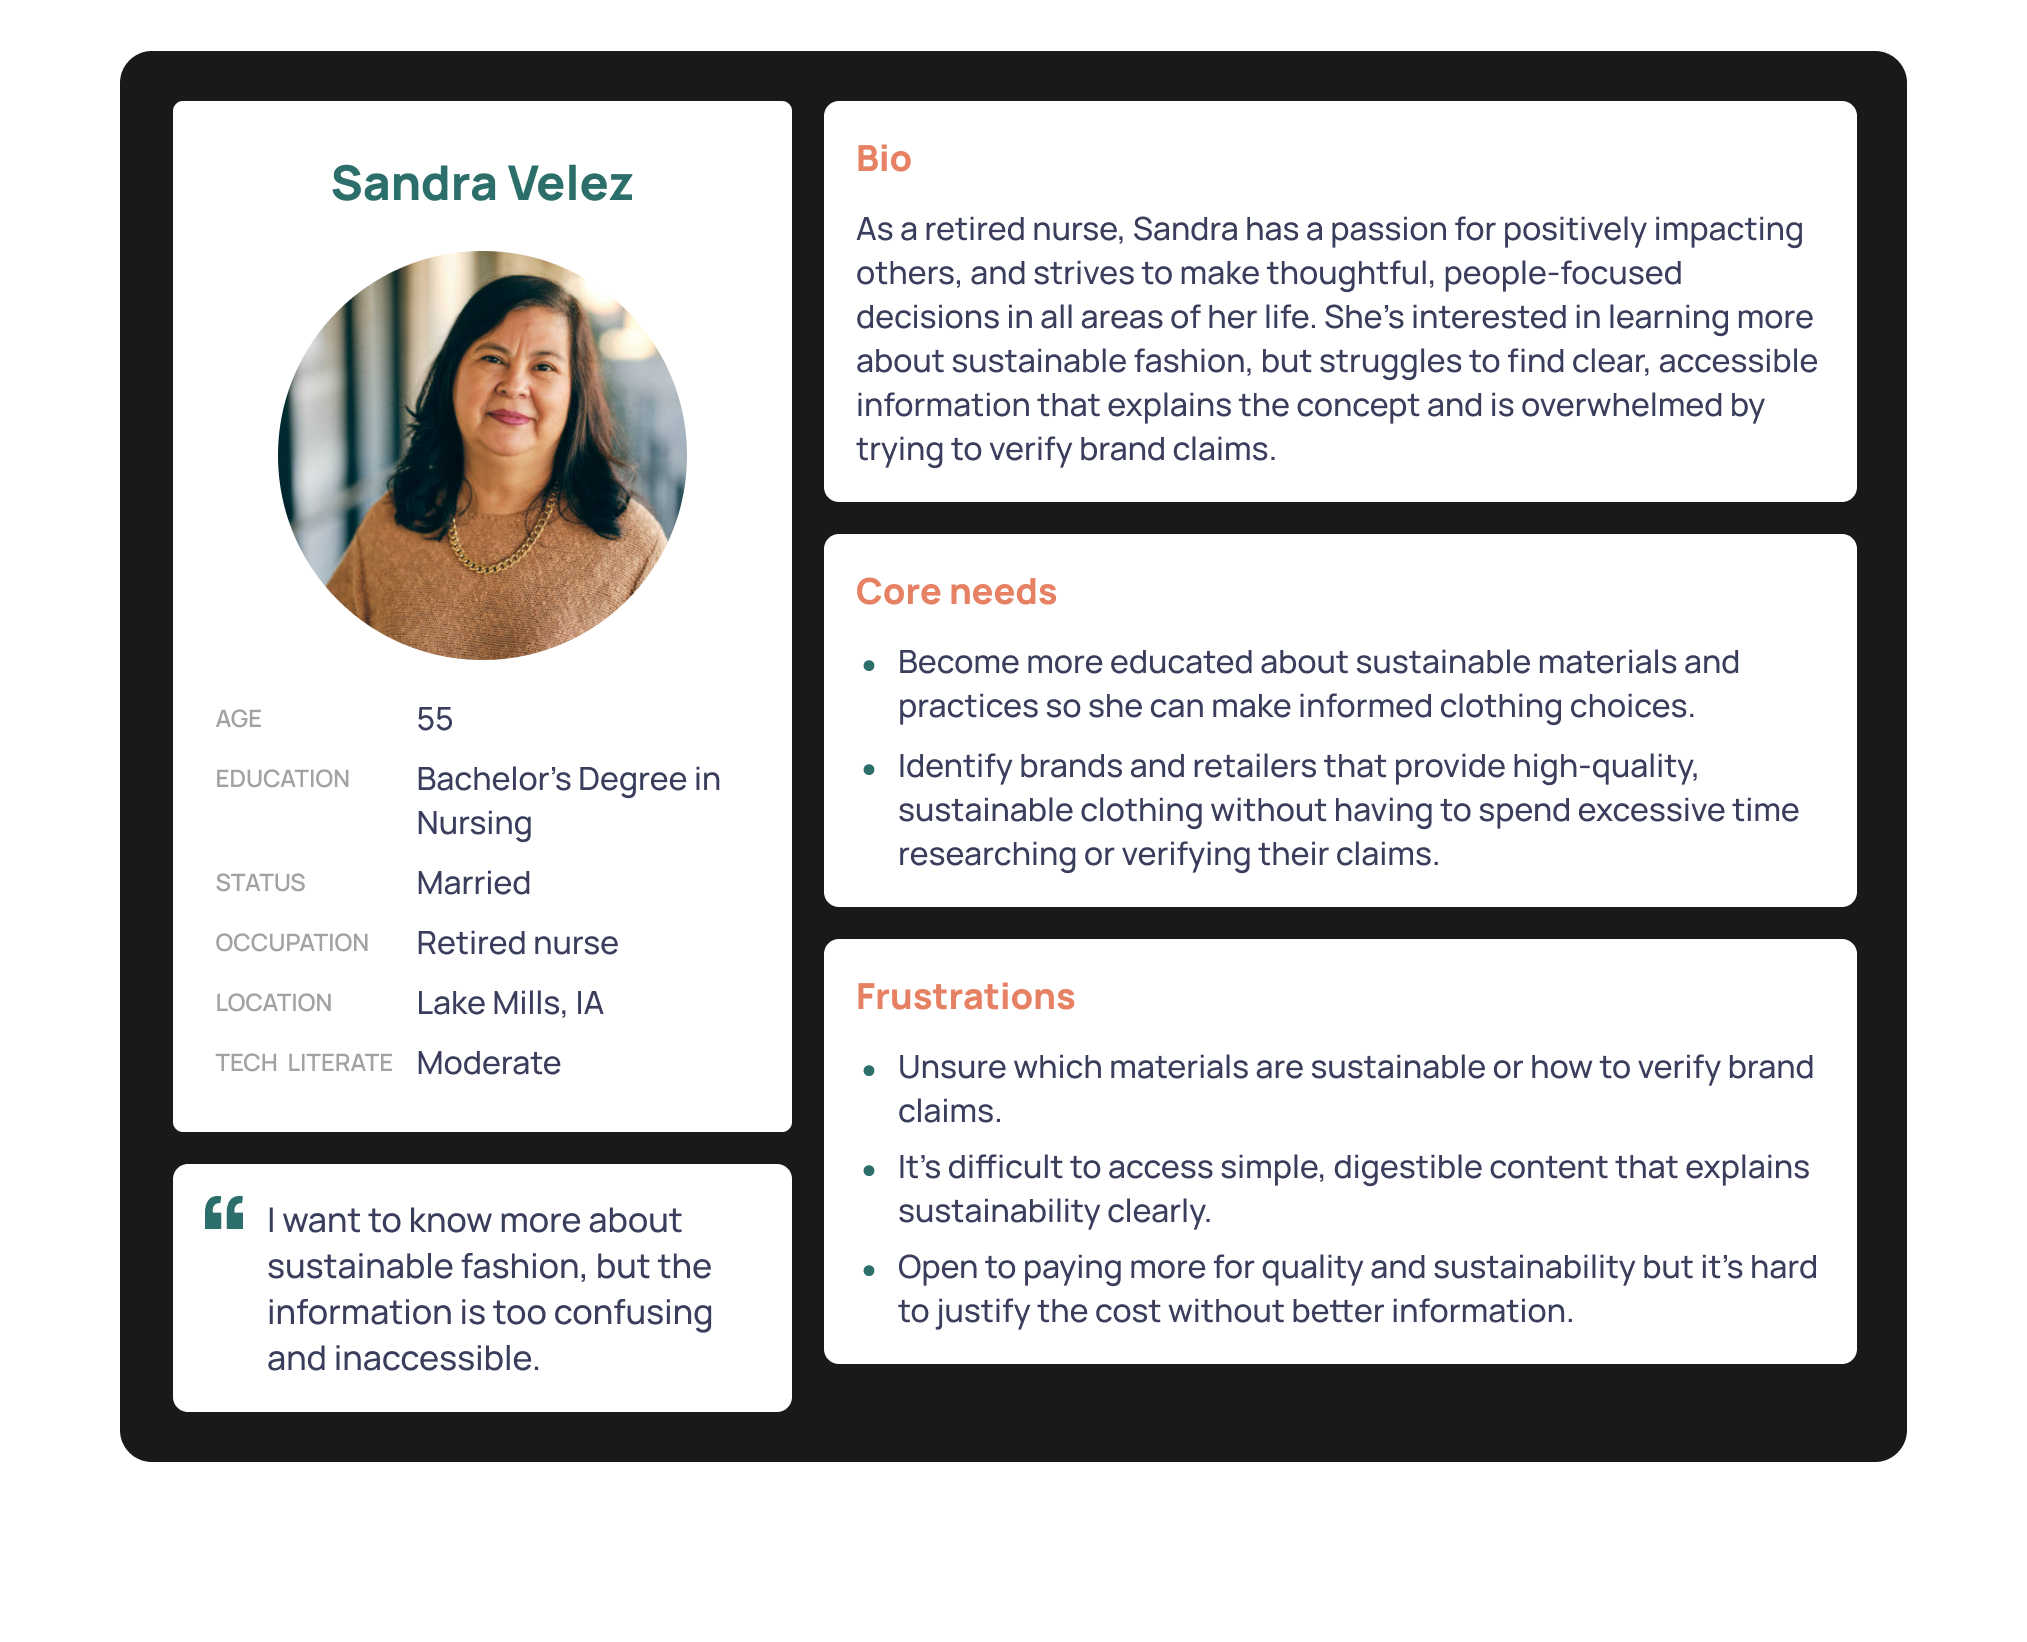 Sandra Velez
AGE 55
EDUCATION Bachelor’s Degree in
Nursing
STATUS Married
OCCUPATION Retired nurse
LOCATION Lake Mills, IA
TECH LITERATE Moderate
“ I want to know more about
sustainable fashion, but the
information is too confusing
and inaccessible.
Bio
As a retired nurse, Sandra has a passion for positively impacting
others, and strives to make thoughtful, people-focused
decisions in all areas of her life. She’s interested in learning more
about sustainable fashion, but struggles to find clear, accessible
information that explains the concept and is overwhelmed by
trying to verify brand claims.
Core needs
• Become more educated about sustainable materials and
practices so she can make informed clothing choices.
• Identify brands and retailers that provide high-quality,
sustainable clothing without having to spend excessive time
researching or verifying their claims.
Frustrations
• Unsure which materials are sustainable or how to verify brand
claims.
• It’s difficult to access simple, digestible content that explains
sustainability clearly.
• Open to paying more for quality and sustainability but it’s hard
to justify the cost without better information.